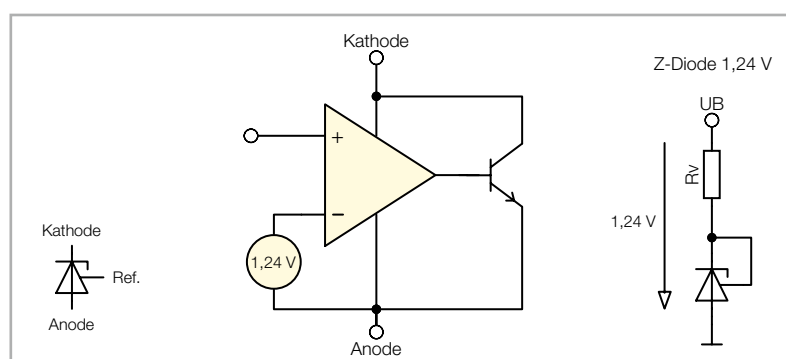 Kathode
Z-Diode 1,24 V
UB
+
Rv
1,24 V
−
Kathode
1,24 V
Ref.
Anode
Anode